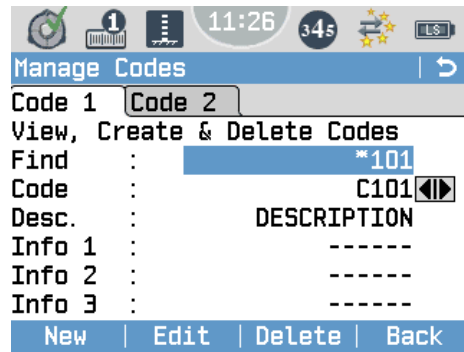 1 11:26 345 LS
Manage Codes
Code 1 Code 2
View, Create & Delete Codes
Find : *101
Code : C101
Desc. : DESCRIPTION
Info 1 : ------
Info 2 : ------
Info 3 : ------
New | Edit | Delete | Back